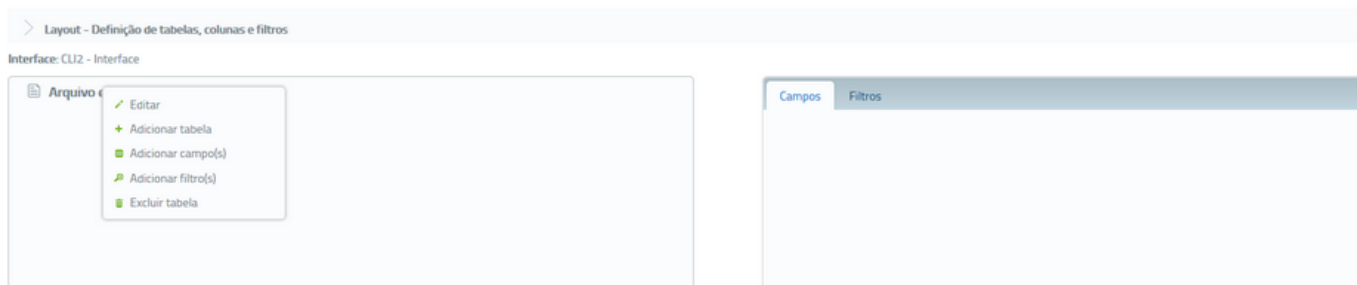 Layout - Definição de tabelas, colunas e filtros
Interface: CLI2 - Interface
Arquivo
Editar
Adicionar tabela
Adicionar campo(s)
Adicionar filtro(s)
Excluir tabela
Campos Filtros